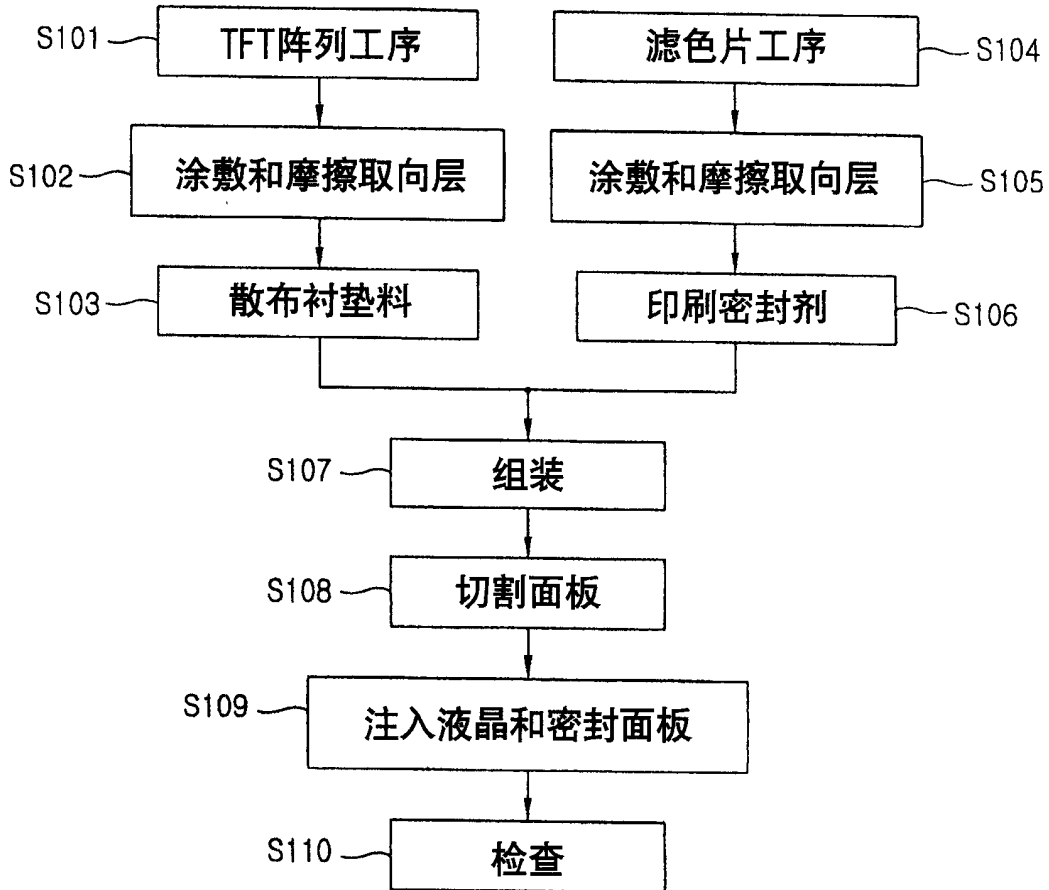 S101
TFT阵列工序
滤色片工序
S104
S102
涂敷和摩擦取向层
涂敷和摩擦取向层
S105
S103
散布衬垫料
印刷密封剂
S106
S107
组装
S108
切割面板
S109
注入液晶和密封面板
S110
检查